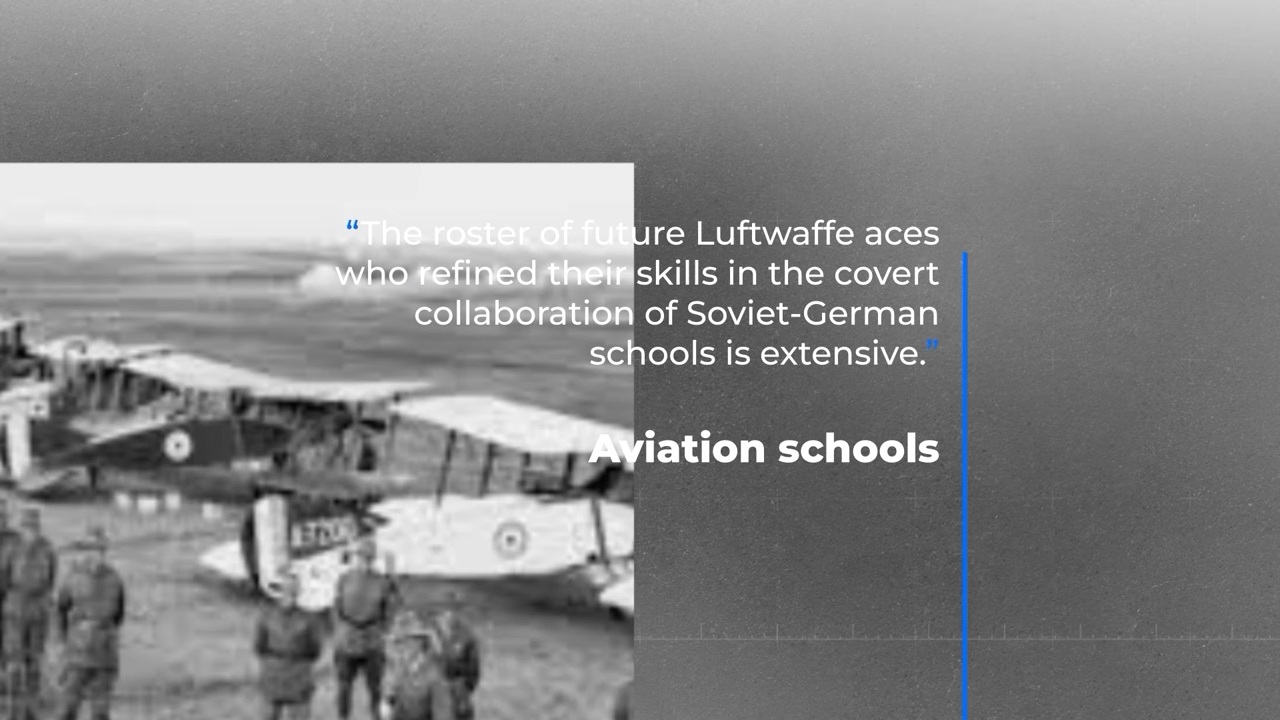 “The roster of future Luftwaffe aces
who refined their skills in the covert
collaboration of Soviet-German
schools is extensive.”
Aviation schools